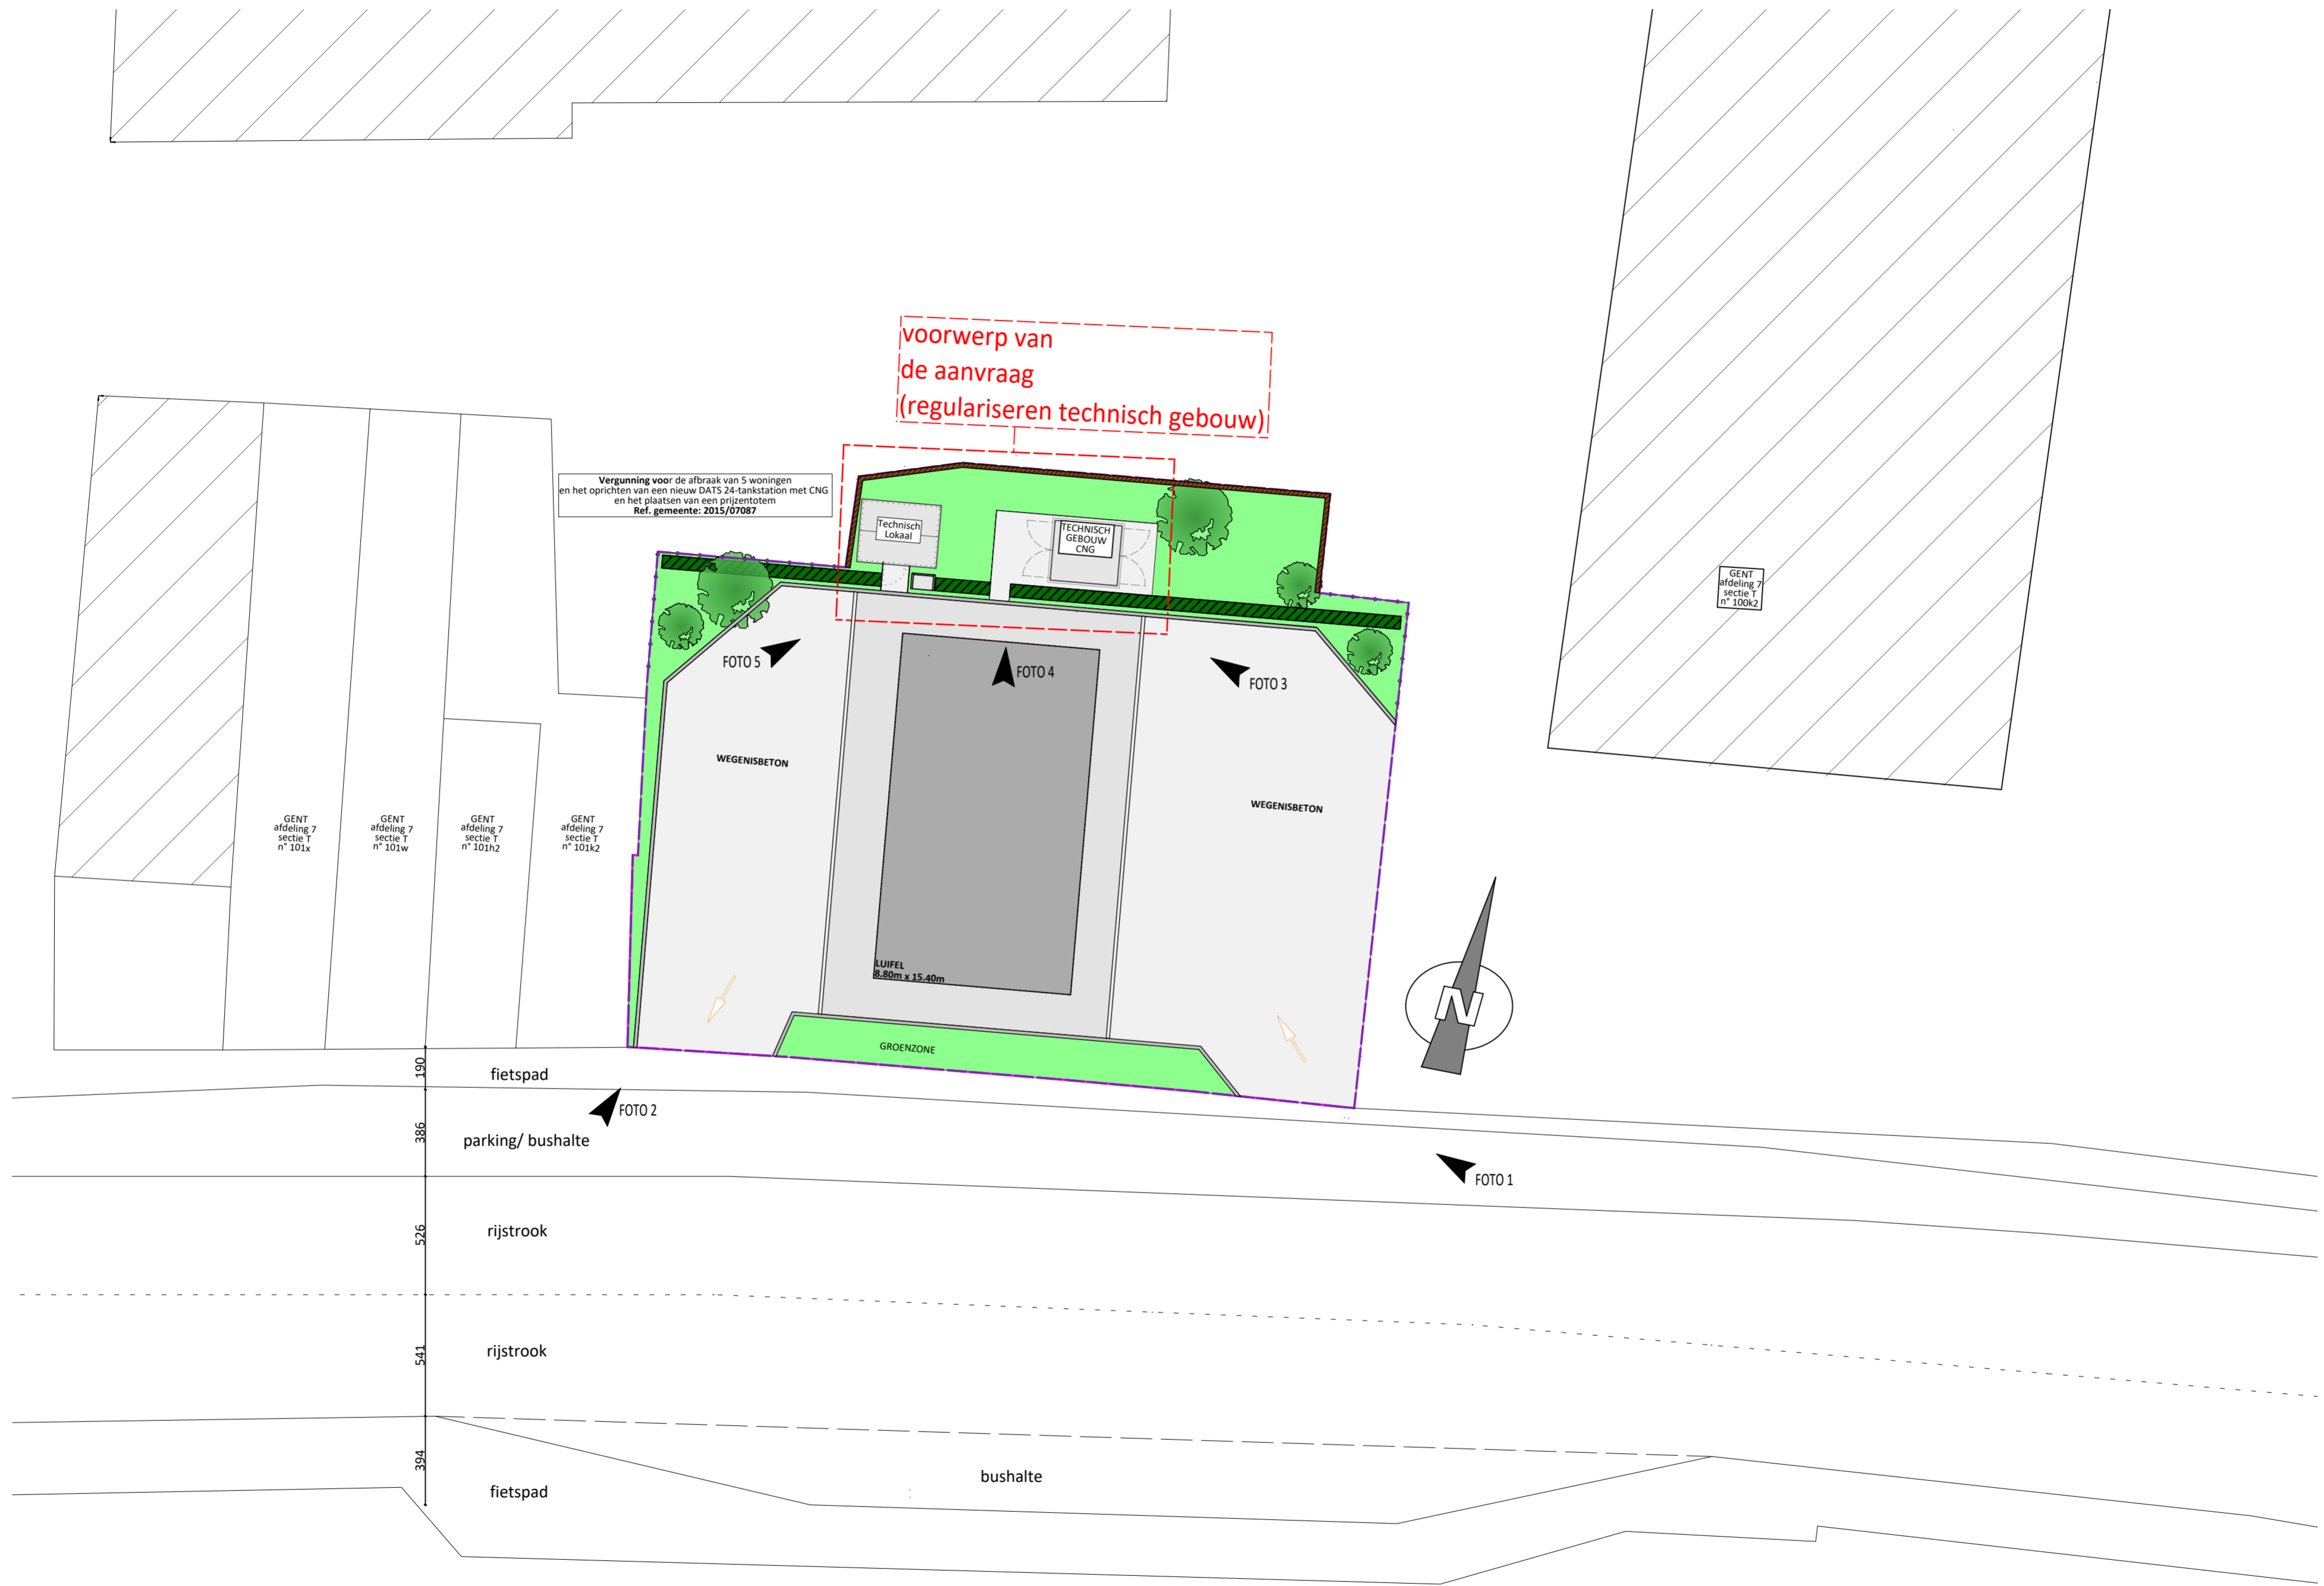 voorwerp van
de aanvraag
(regulariseren technisch gebouw)
Vergunning voor de afbraak van 5 woningen
en het oprichten van een nieuw DATS 24-tankstation met CNG
en het plaatsen van een prijzentotem
Ref. gemeente: 2015/07087
Technisch
Lokaal
TECHNISCH
GEBOUW
CNG
GENT
afdeling 7
sectie T
n° 100k2
FOTO 5
FOTO 4
FOTO 3
WEGENISBETON
WEGENISBETON
GENT
afdeling 7
sectie T
n° 101x
GENT
afdeling 7
sectie T
n° 101w
GENT
afdeling 7
sectie T
n° 101h2
GENT
afdeling 7
sectie T
n° 101k2
LUIFEL
8.80m x 15.40m
N
GROENZONE
190
fietspad
FOTO 2
386
parking/ bushalte
FOTO 1
526
rijstrook
541
rijstrook
394
fietspad
bushalte